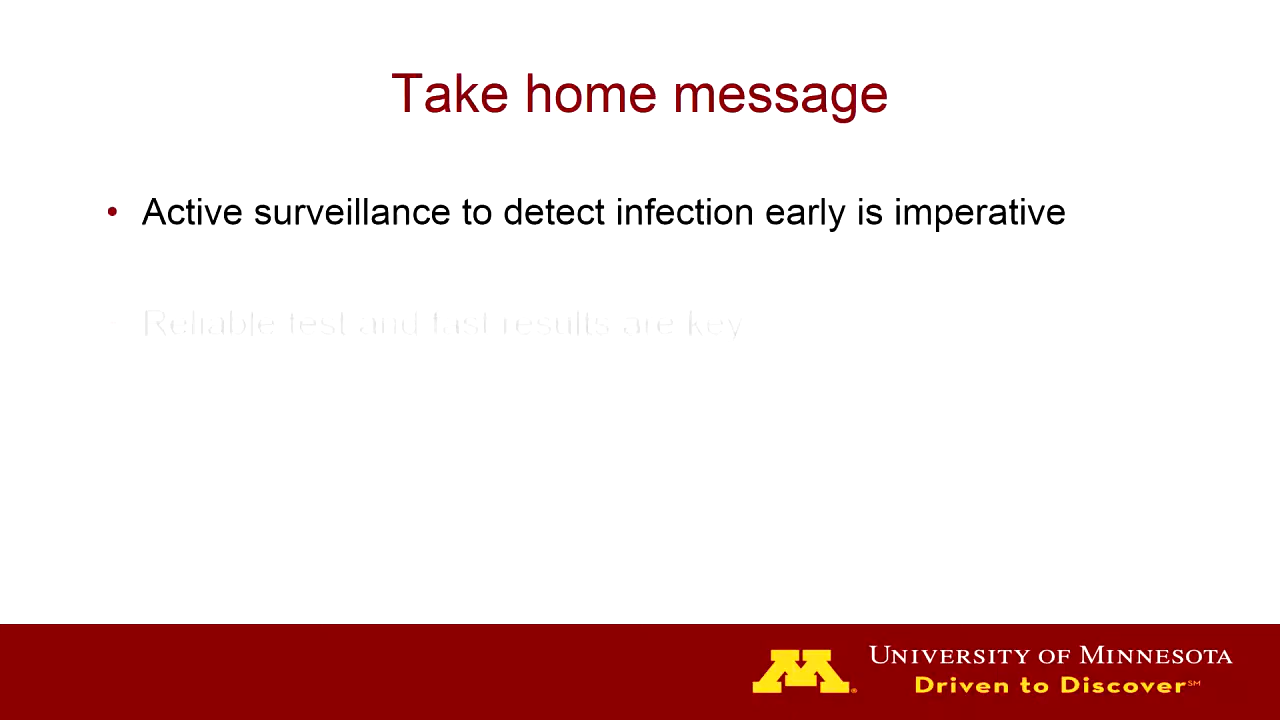 Take home message
• Active surveillance to detect infection early is imperative
Reliable test and fast results are key
M®
UNIVERSITY OF MINNESOTA
Driven to Discover℠